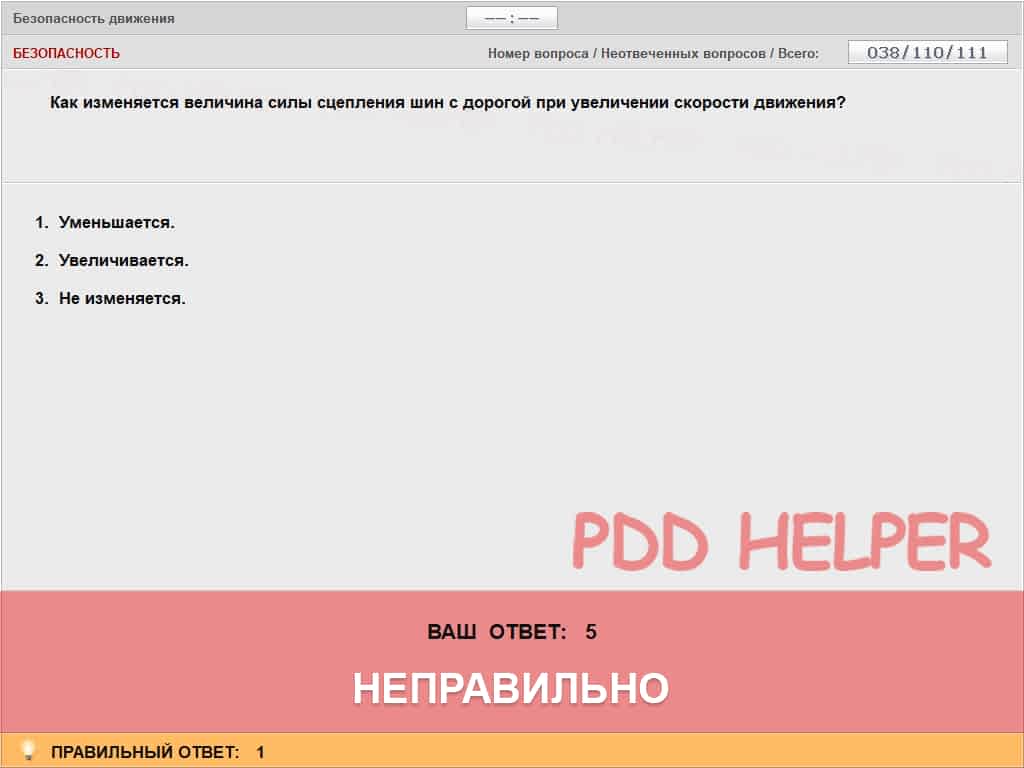 Безопасность движения
—— : ——
БЕЗОПАСНОСТЬ
Номер вопроса / Неотвеченных вопросов / Всего:
038/110/111
Как изменяется величина силы сцепления шин с дорогой при увеличении скорости движения?
1. Уменьшается.
2. Увеличивается.
3. Не изменяется.
PDD HELPER
ВАШ ОТВЕТ: 5
НЕПРАВИЛЬНО
ПРАВИЛЬНЫЙ ОТВЕТ: 1